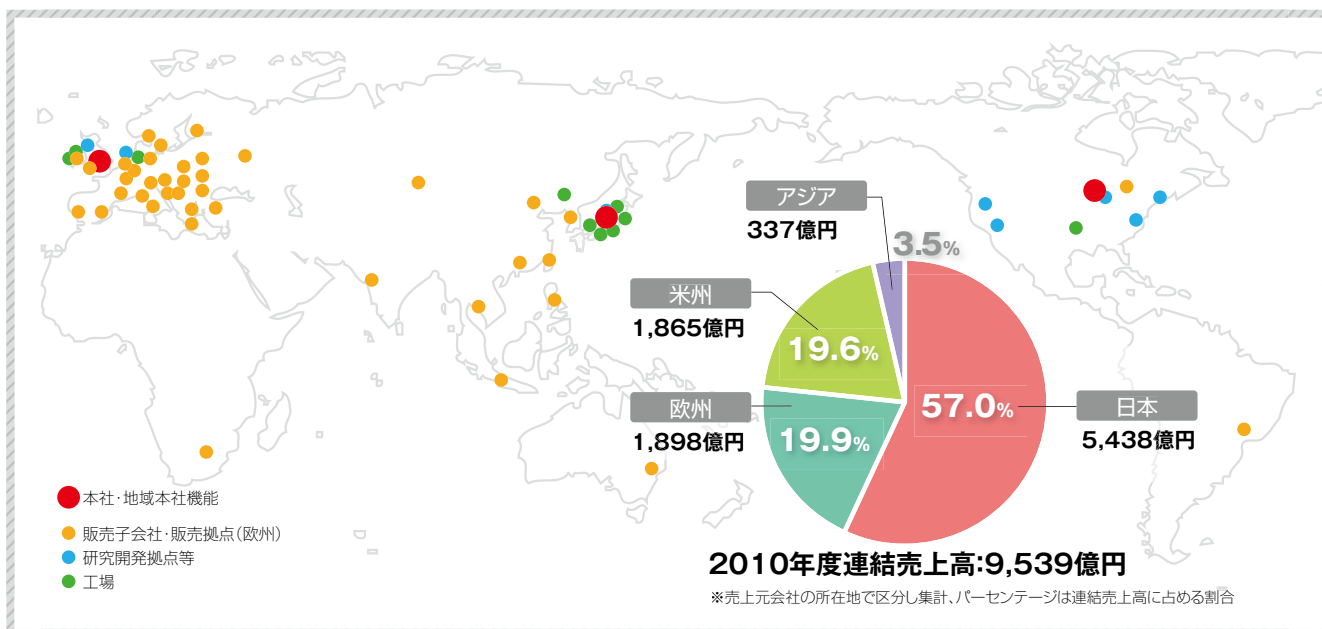 アジア
337億円
3.5%
米州
1,865億円
19.6%
欧州
1,898億円
19.9%
57.0%
日本
5,438億円
本社・地域本社機能
販売子会社・販売拠点(欧州)
研究開発拠点等
工場
2010年度連結売上高:9,539億円
※売上元会社の所在地で区分し集計、パーセンテージは連結売上高に占める割合